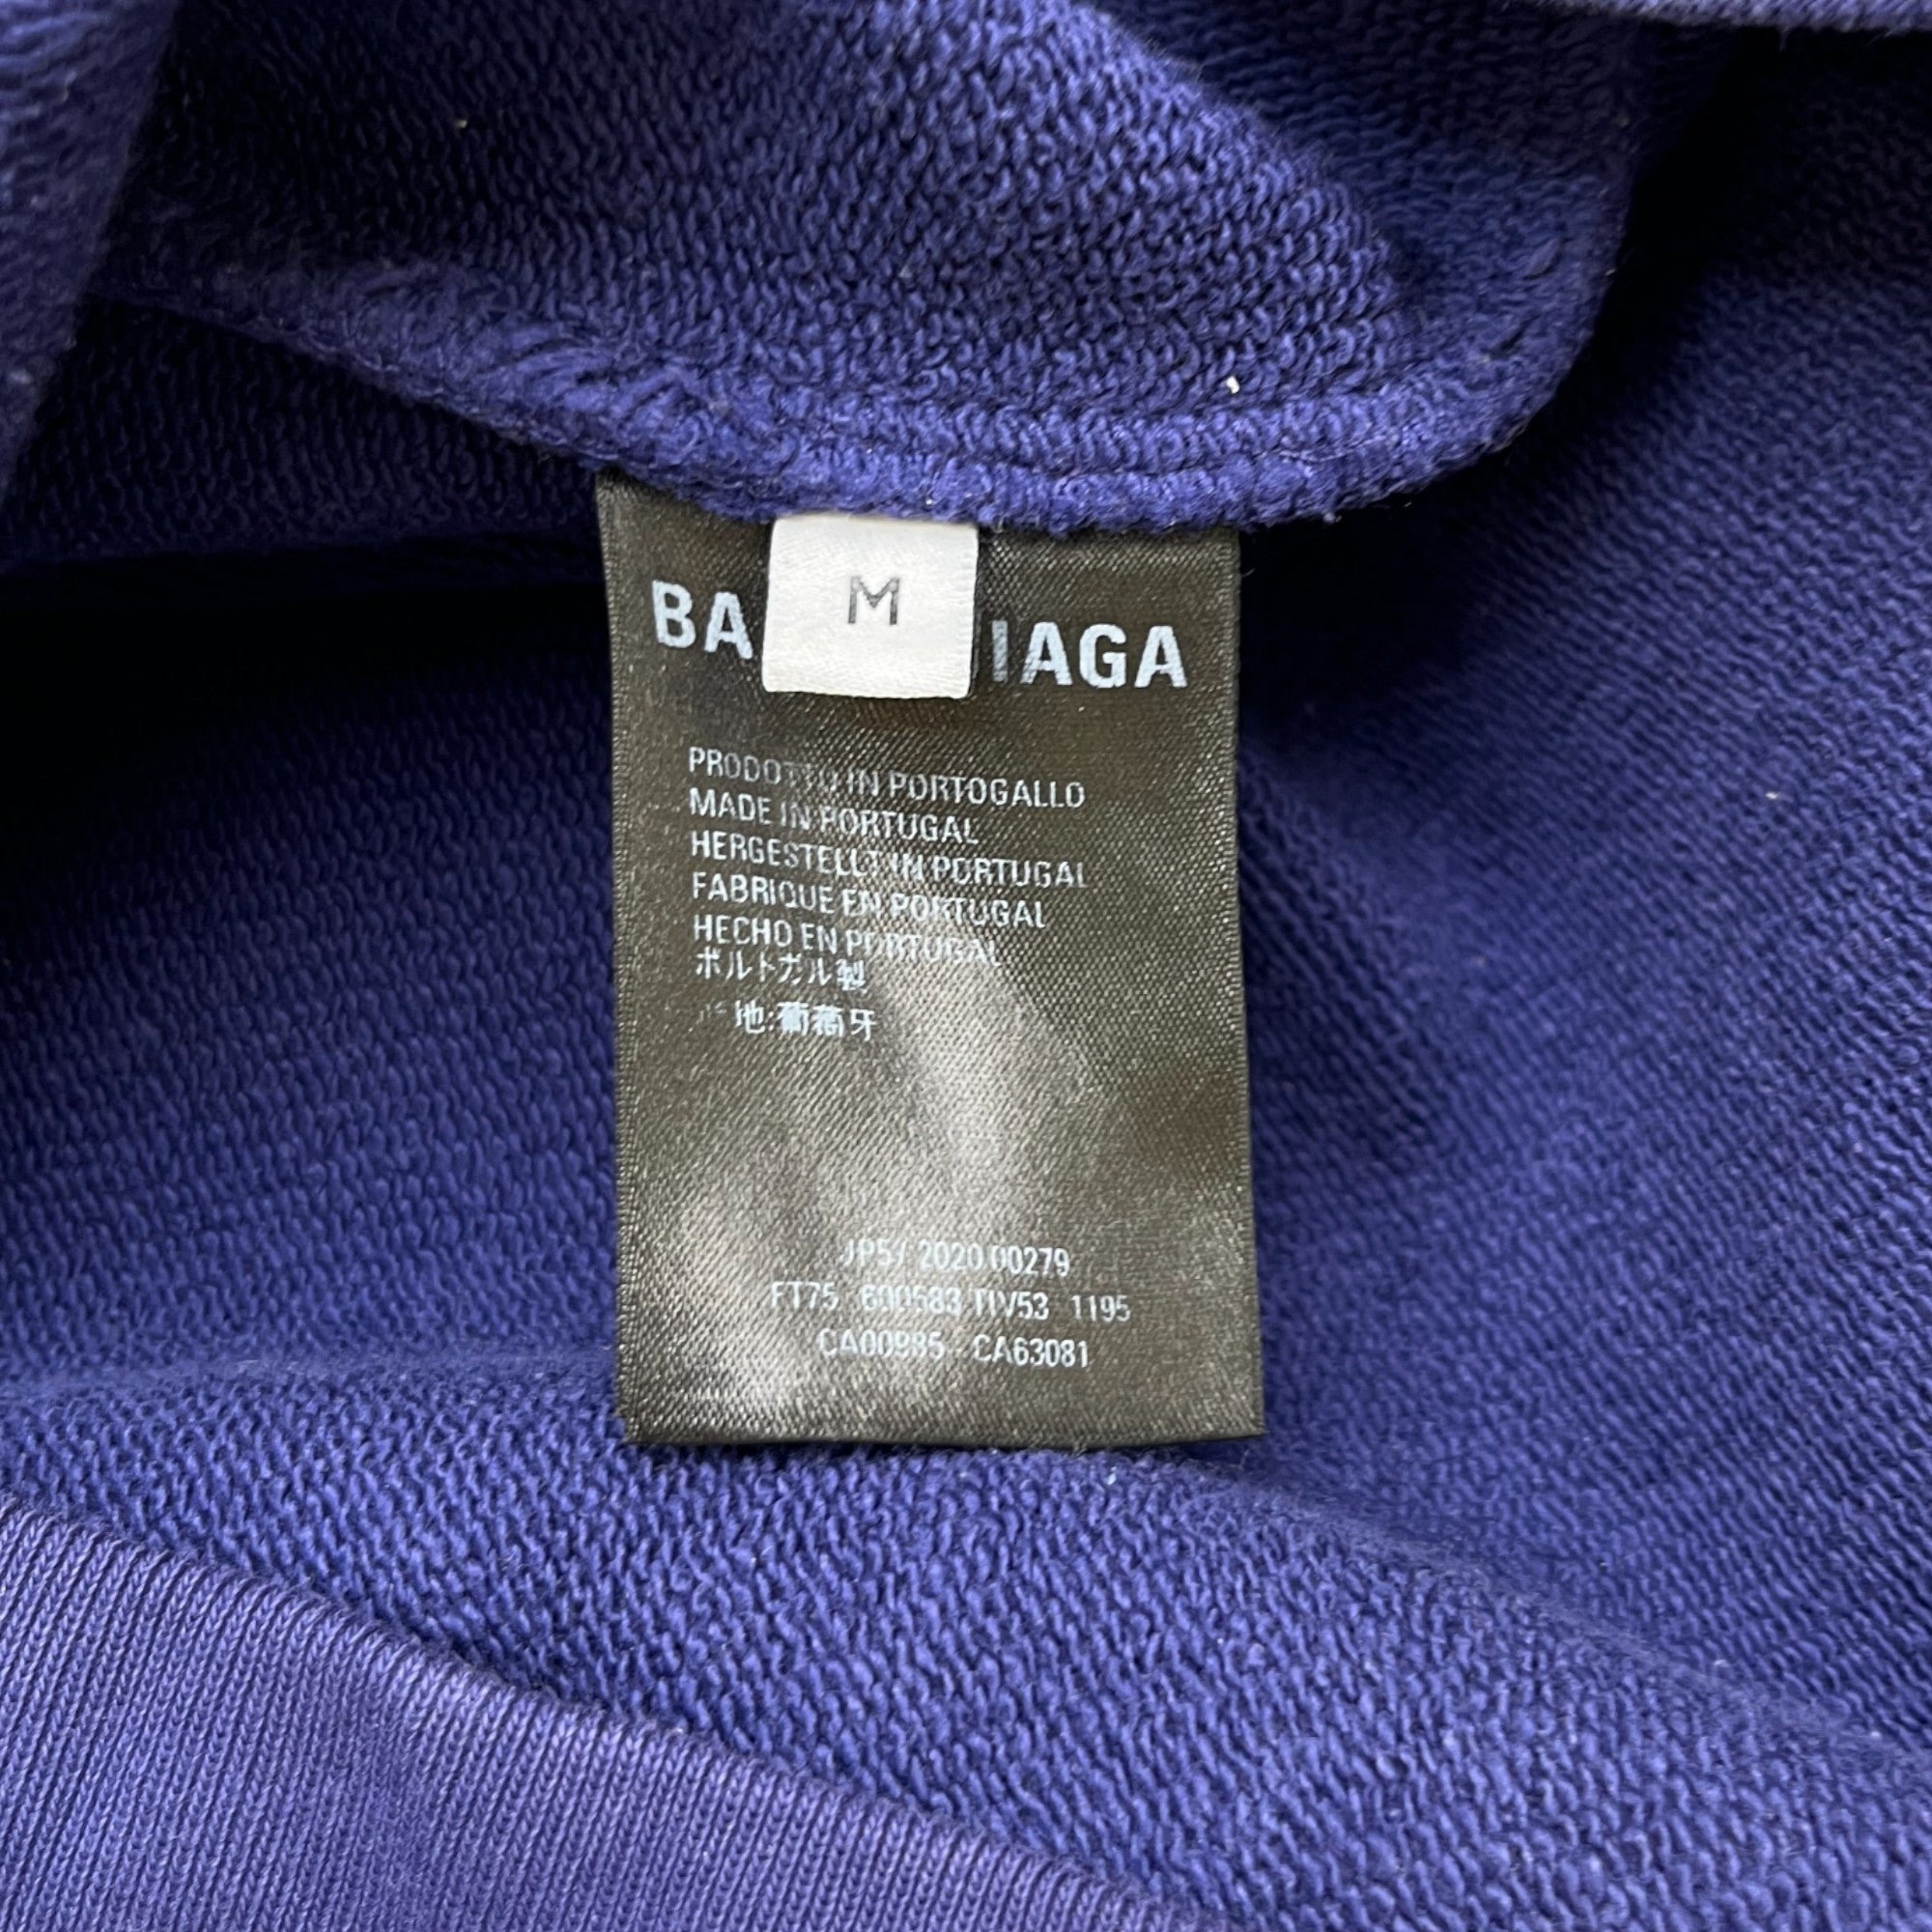 M
BA IAGA
PRODOTTO IN PORTOGALLO
MADE IN PORTUGAL
HERGESTELLT IN PORTUGAL
FABRIQUE EN PORTUGAL
HECHO EN PORTUGAL
ポルトガル製
地:葡萄牙
2020 00279
FT75 600583 TIV53 1195
CA00985 CA63081